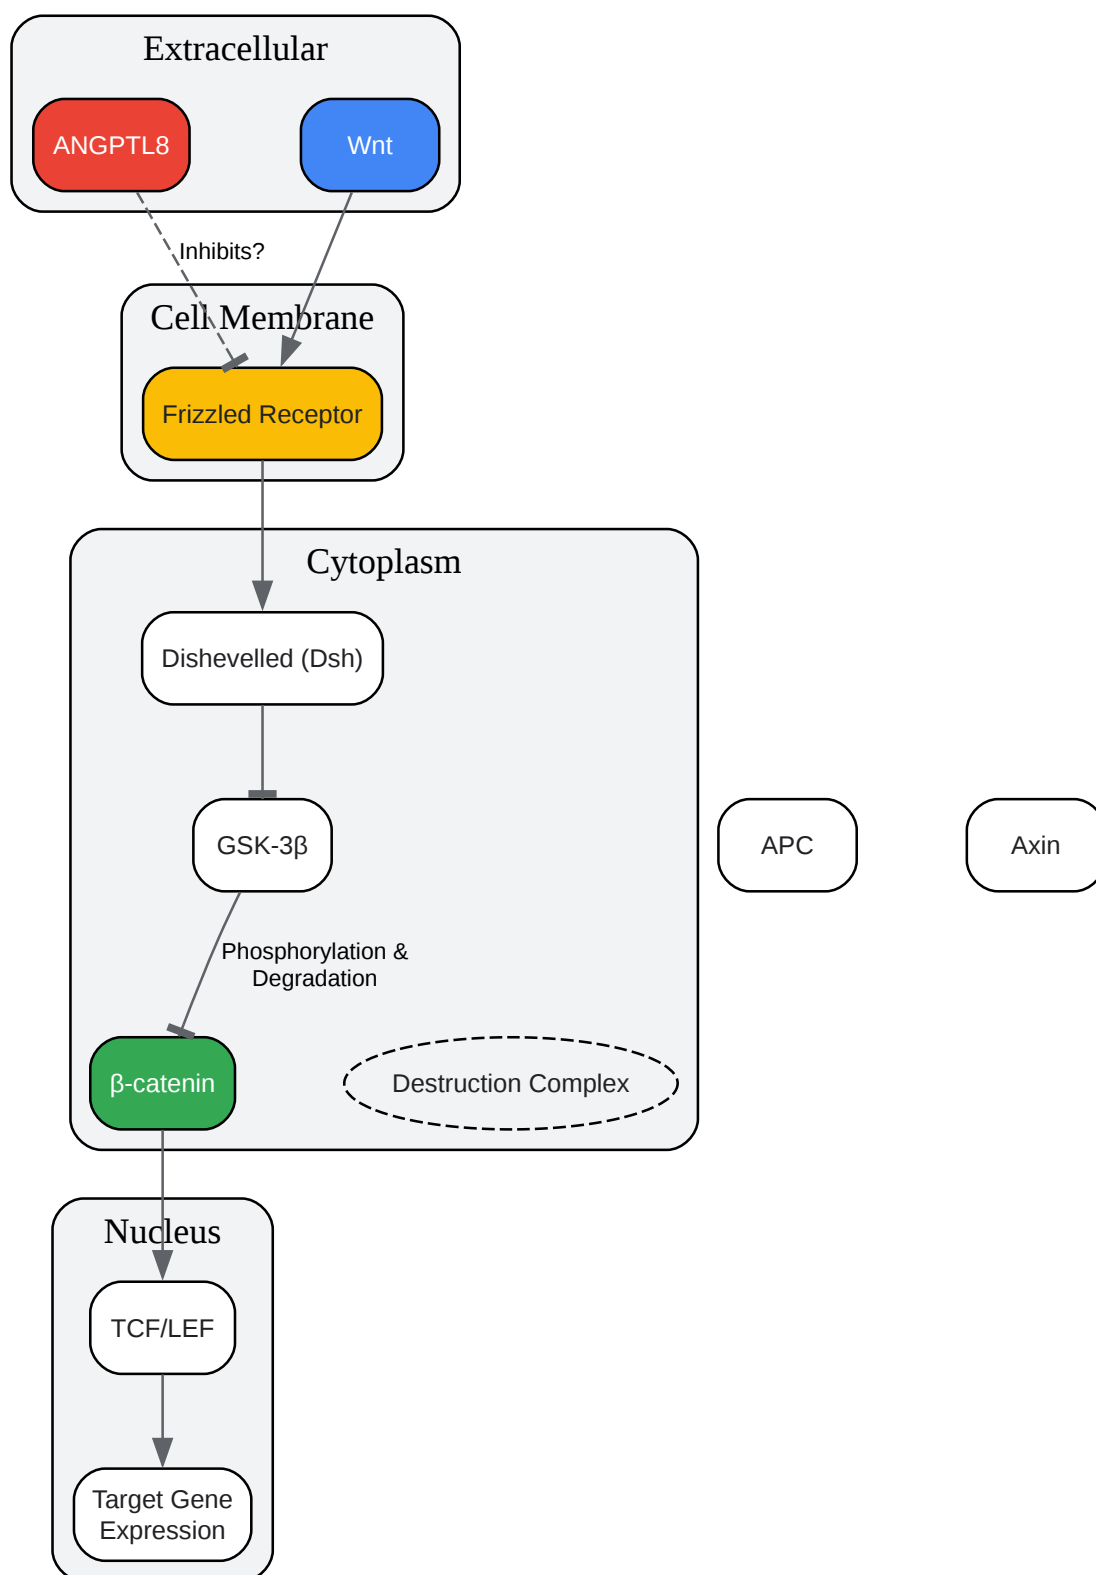 Extracellular
ANGPTL8
Wnt
Inhibits?
Cell Membrane
Frizzled Receptor
Cytoplasm
Dishevelled (Dsh)
GSK-3β
APC
Axin
Phosphorylation &
Degradation
β-catenin
Destruction Complex
Nucleus
TCF/LEF
Target Gene
Expression